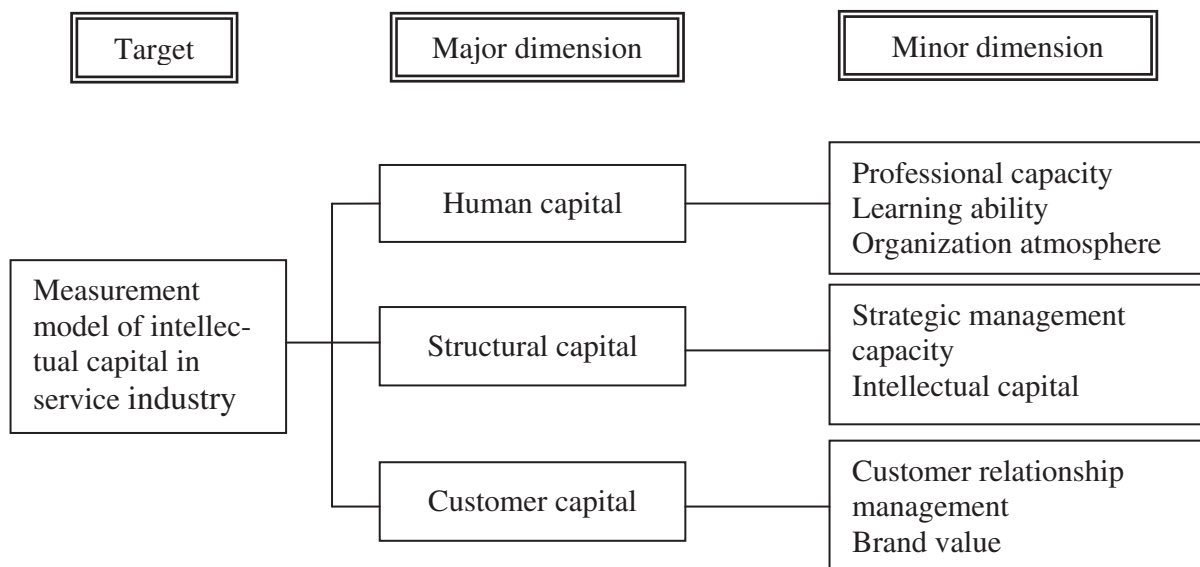 Target
Major dimension
Minor dimension
Measurement
model of intellec-
tual capital in
service industry
Human capital
Structural capital
Customer capital
Professional capacity
Learning ability
Organization atmosphere
Strategic management
capacity
Intellectual capital
Customer relationship
management
Brand value